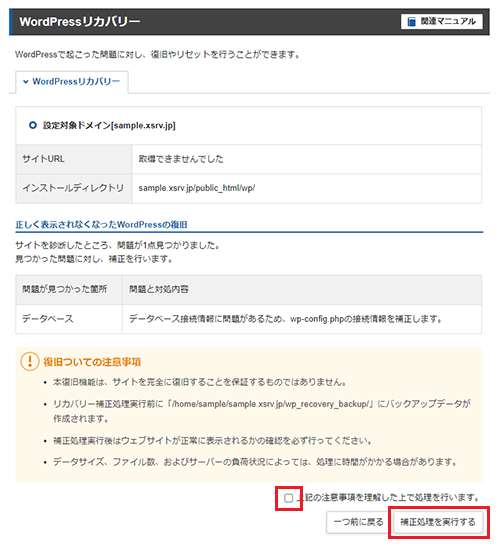 WordPressリカバリー
関連マニュアル
WordPressで起こった問題に対し、復旧やリセットを行うことができます。
WordPressリカバリー
設定対象ドメイン[sample.xsrv.jp]
サイトURL 取得できませんでした
インストールディレクトリ sample.xsrv.jp/public_html/wp/
正しく表示されなくなったWordPressの復旧
サイトを診断したところ、問題が1点見つかりました。
見つかった問題に対し、補正を行います。
問題が見つかった箇所 問題と対処内容
データベース データベース接続情報に問題があるため、wp-config.phpの接続情報を補正します。
復旧ついての注意事項
• 本復旧機能は、サイトを完全に復旧することを保証するものではありません。
• リカバリー補正処理実行前に「/home/sample/sample.xsrv.jp/wp_recovery_backup/」にバックアップデータが
作成されます。
• 補正処理実行後はウェブサイトが正常に表示されるかの確認を必ず行ってください。
• データサイズ、ファイル数、およびサーバーの負荷状況によっては、処理に時間がかかる場合があります。
上記の注意事項を理解した上で処理を行います。
一つ前に戻る 補正処理を実行する